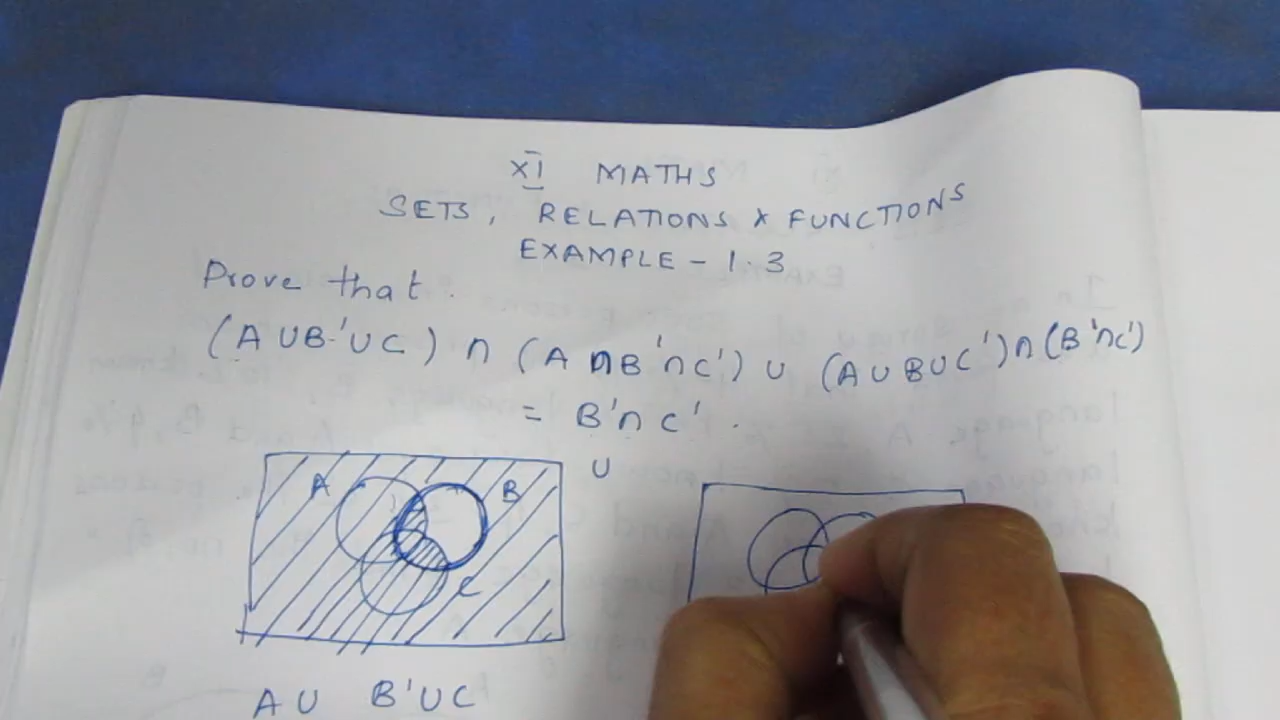 XI MATHS
SETS, RELATIONS & FUNCTIONS
EXAMPLE - 1.3
Prove that.
(A ∪ B' ∪ C) ∩ (A ∩ B' ∩ C') ∪ (A ∪ B ∪ C') ∩ (B' ∩ C')
= B' ∩ C'.
U
A B
C
A ∪ B' ∪ C